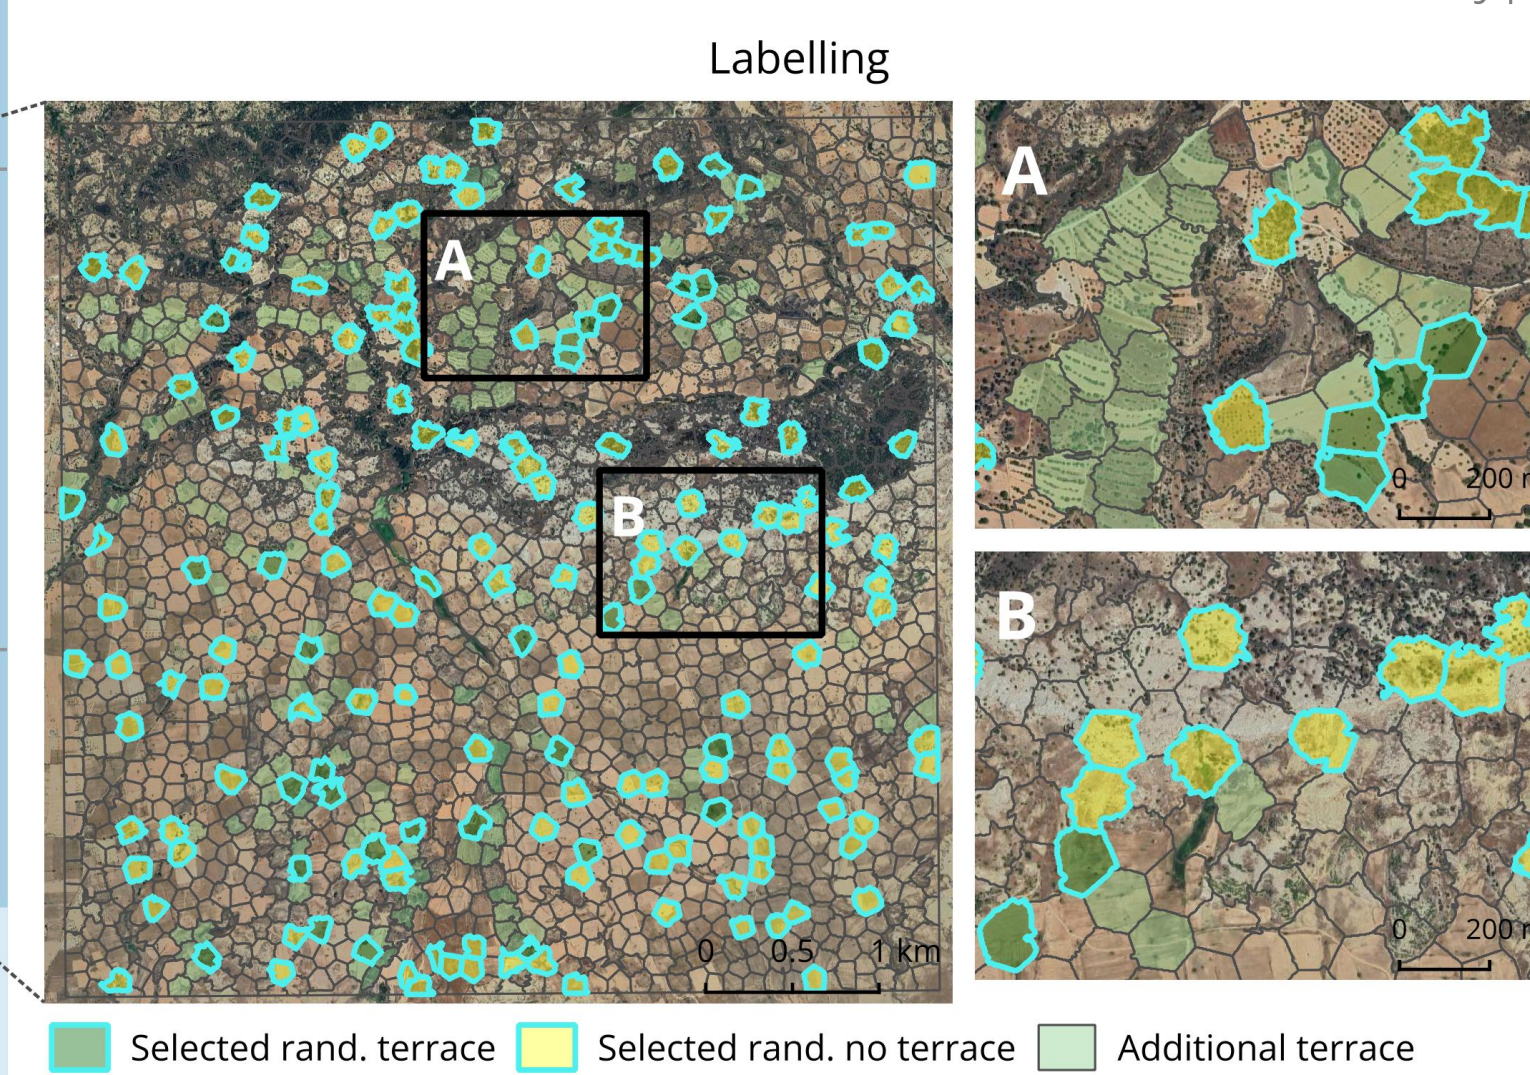 Labelling
A
B
0 0.5 1 km
A
0 200
B
0 200
Selected rand. terrace
Selected rand. no terrace
Additional terrace